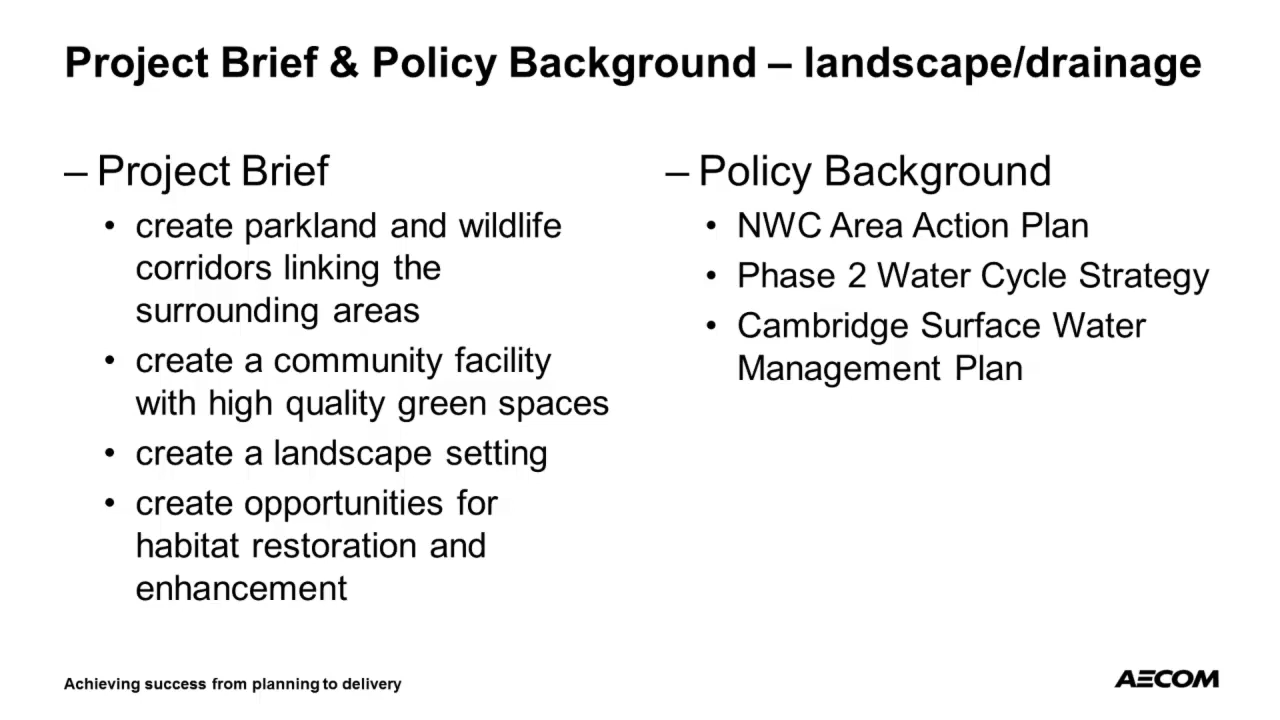 Project Brief & Policy Background – landscape/drainage
– Project Brief
• create parkland and wildlife
corridors linking the
surrounding areas
• create a community facility
with high quality green spaces
• create a landscape setting
• create opportunities for
habitat restoration and
enhancement
– Policy Background
• NWC Area Action Plan
• Phase 2 Water Cycle Strategy
• Cambridge Surface Water
Management Plan
Achieving success from planning to delivery
AECOM